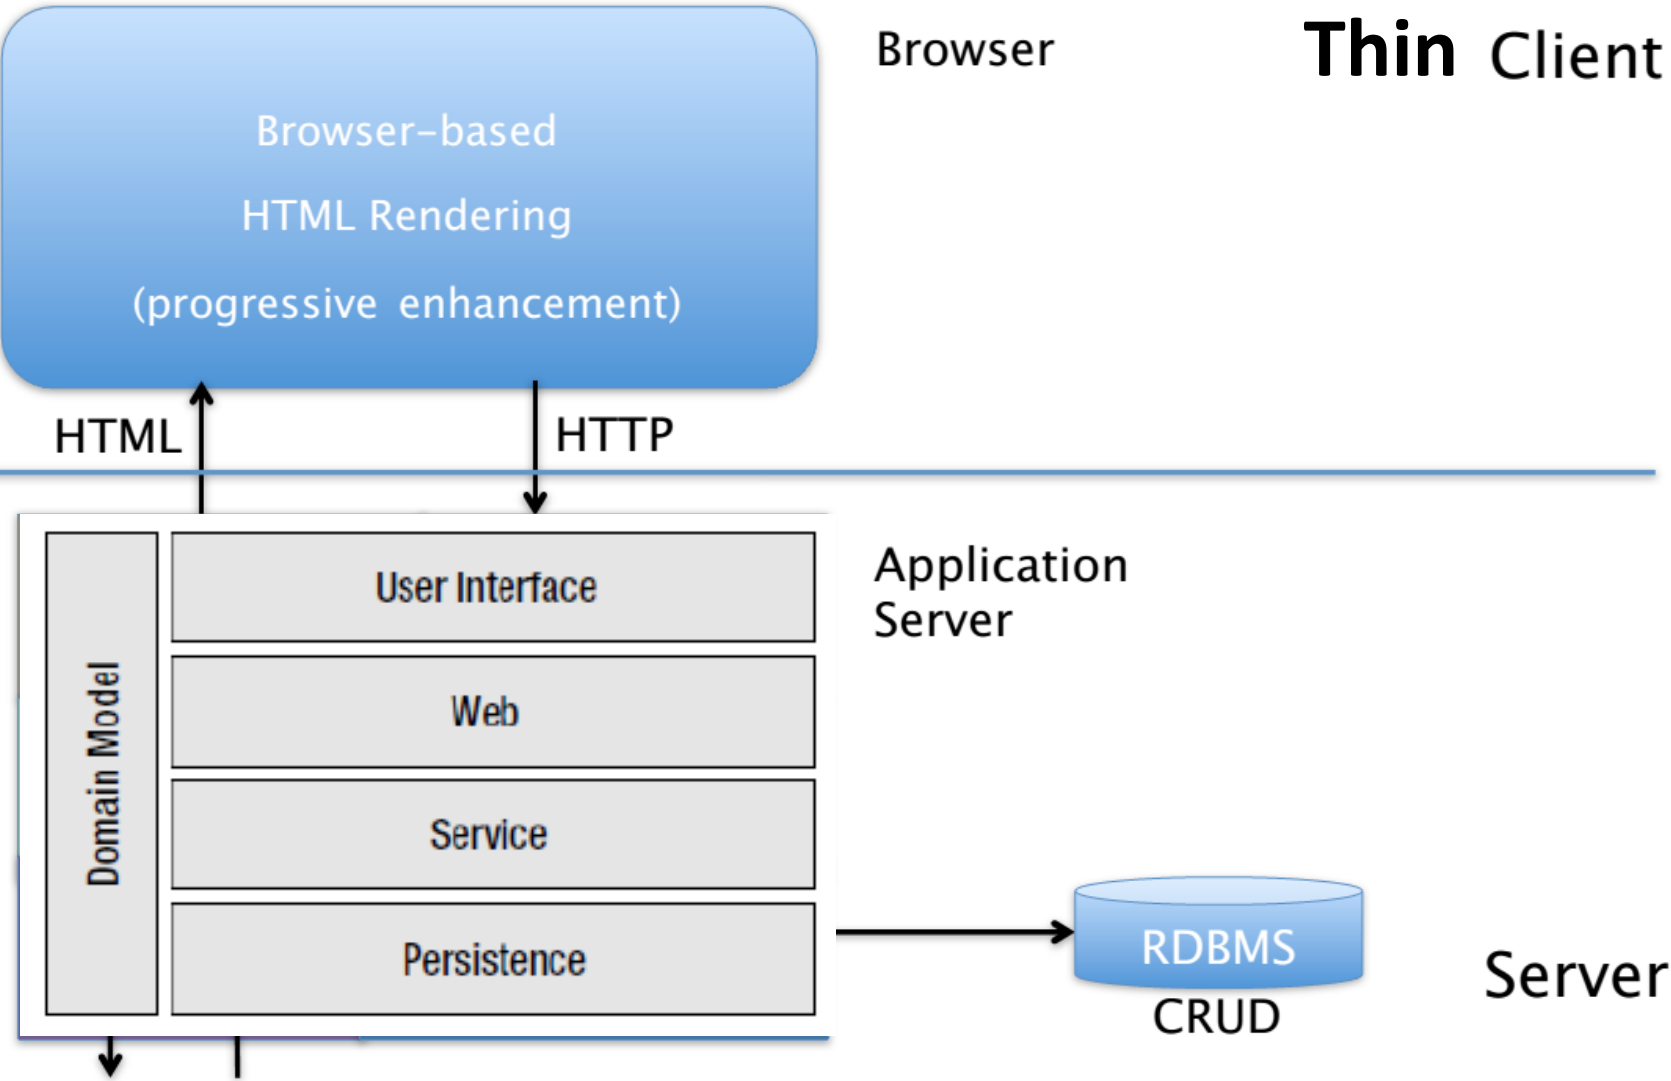 Browser
Thin Client
Browser-based
HTML Rendering
(progressive enhancement)
HTML
HTTP
Application
Server
Domain Model
User Interface
Web
Service
Persistence
RDBMS
CRUD
Server